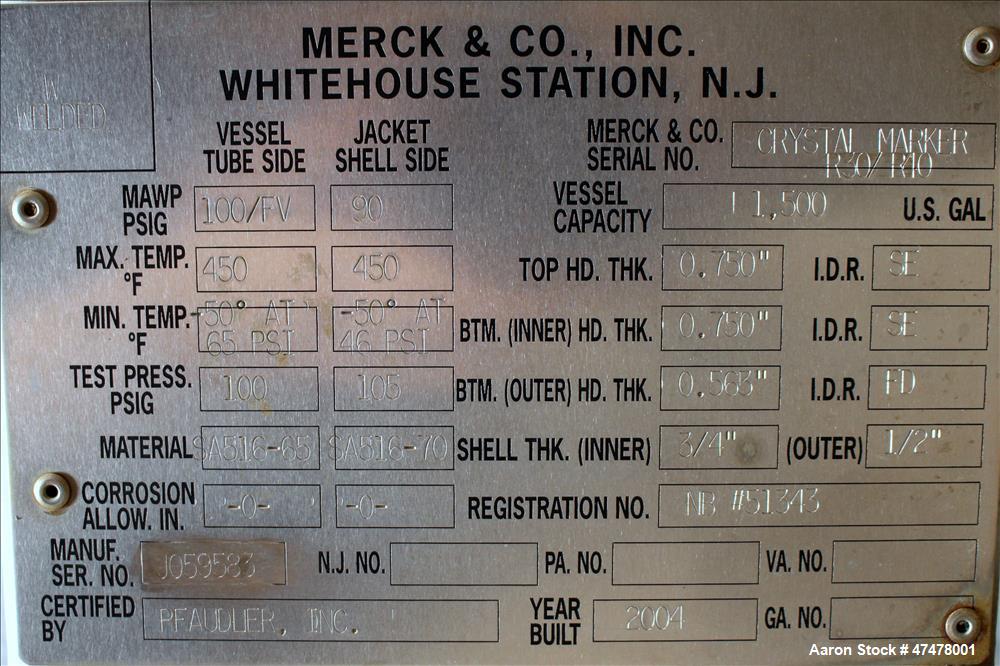 MERCK & CO., INC.
WHITEHOUSE STATION, N.J.
W
WELDED
VESSEL TUBE SIDE JACKET SHELL SIDE
MERCK & CO. SERIAL NO. CRYSTAL MARKER R30/R40
MAWP PSIG 100/FV 90
VESSEL CAPACITY 1,500 U.S. GAL
MAX. TEMP. °F 450 450
TOP HD. THK. 0.750" I.D.R. SE
MIN. TEMP. °F -50° AT 65 PSI -50° AT 46 PSI
BTM. (INNER) HD. THK. 0.750" I.D.R. SE
TEST PRESS. PSIG 100 105
BTM. (OUTER) HD. THK. 0.563" I.D.R. FD
MATERIAL SA516-65 SA516-70
SHELL THK. (INNER) 3/4" (OUTER) 1/2"
CORROSION ALLOW. IN. -0- -0-
REGISTRATION NO. NB #51343
MANUF. SER. NO. J059583 N.J. NO. PA. NO. VA. NO.
CERTIFIED BY PFAUDLER, INC. YEAR BUILT 2004 GA. NO.
Aaron Stock # 47478001